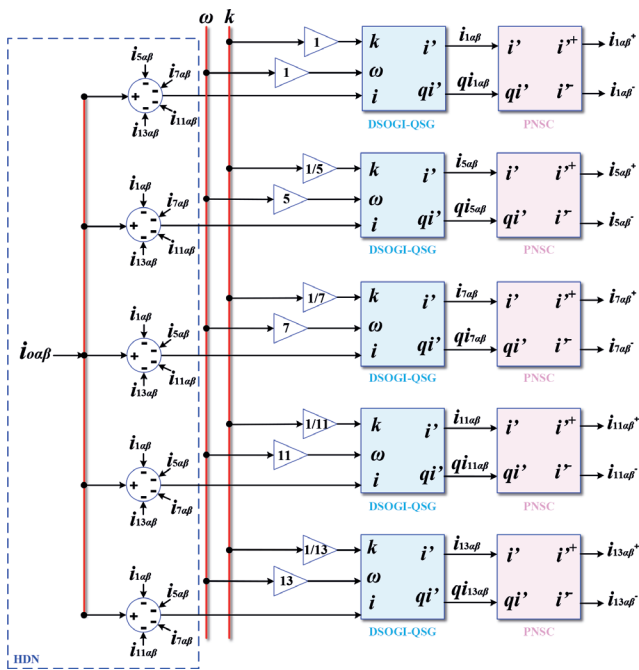 ω k
i5αβ
i7αβ
+ - - - -
i13αβ
i11αβ
1
1
k i'
ω
i qi'
DSOGI-QSG
i1αβ
qi1αβ
i' i'+
qi' i'-
PNSC
i1αβ+
i1αβ-
i1αβ
i7αβ
+ - - - -
i13αβ
i11αβ
1/5
5
k i'
ω
i qi'
DSOGI-QSG
i5αβ
qi5αβ
i' i'+
qi' i'-
PNSC
i5αβ+
i5αβ-
ioαβ
i1αβ
i5αβ
+ - - - -
i13αβ
i11αβ
1/7
7
k i'
ω
i qi'
DSOGI-QSG
i7αβ
qi7αβ
i' i'+
qi' i'-
PNSC
i7αβ+
i7αβ-
i1αβ
i5αβ
+ - - - -
i13αβ
i7αβ
1/11
11
k i'
ω
i qi'
DSOGI-QSG
i11αβ
qi11αβ
i' i'+
qi' i'-
PNSC
i11αβ+
i11αβ-
i1αβ
i5αβ
+ - - - -
i11αβ
i7αβ
1/13
13
k i'
ω
i qi'
DSOGI-QSG
i13αβ
qi13αβ
i' i'+
qi' i'-
PNSC
i13αβ+
i13αβ-
HDN